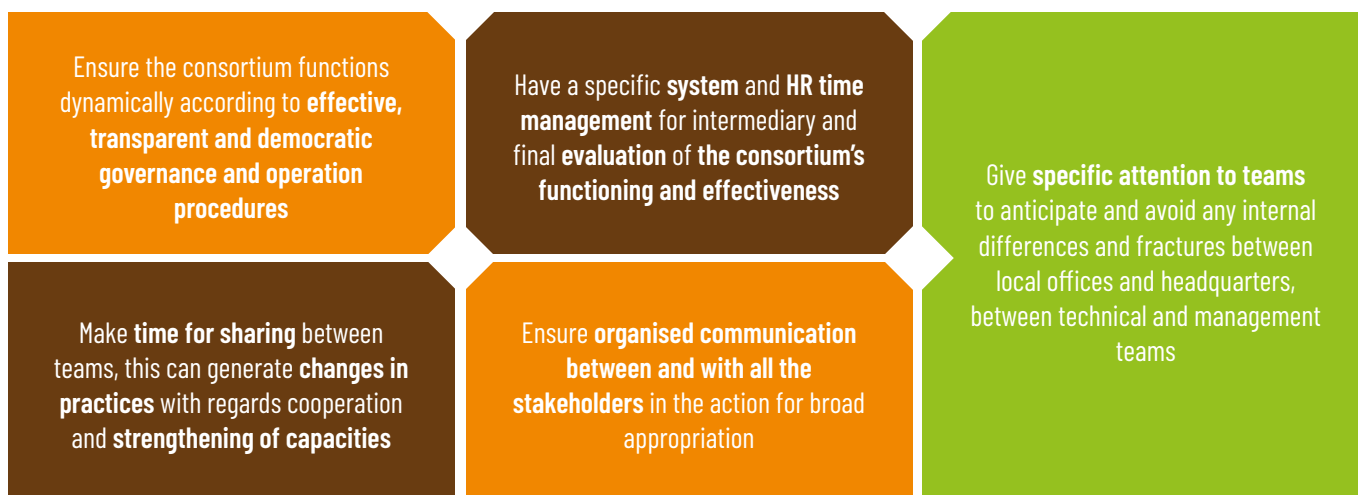 Ensure the consortium functions
dynamically according to effective,
transparent and democratic
governance and operation
procedures
Have a specific system and HR time
management for intermediary and
final evaluation of the consortium's
functioning and effectiveness
Give specific attention to teams
to anticipate and avoid any internal
differences and fractures between
local offices and headquarters,
between technical and management
teams
Make time for sharing between
teams, this can generate changes in
practices with regards cooperation
and strengthening of capacities
Ensure organised communication
between and with all the
stakeholders in the action for broad
appropriation